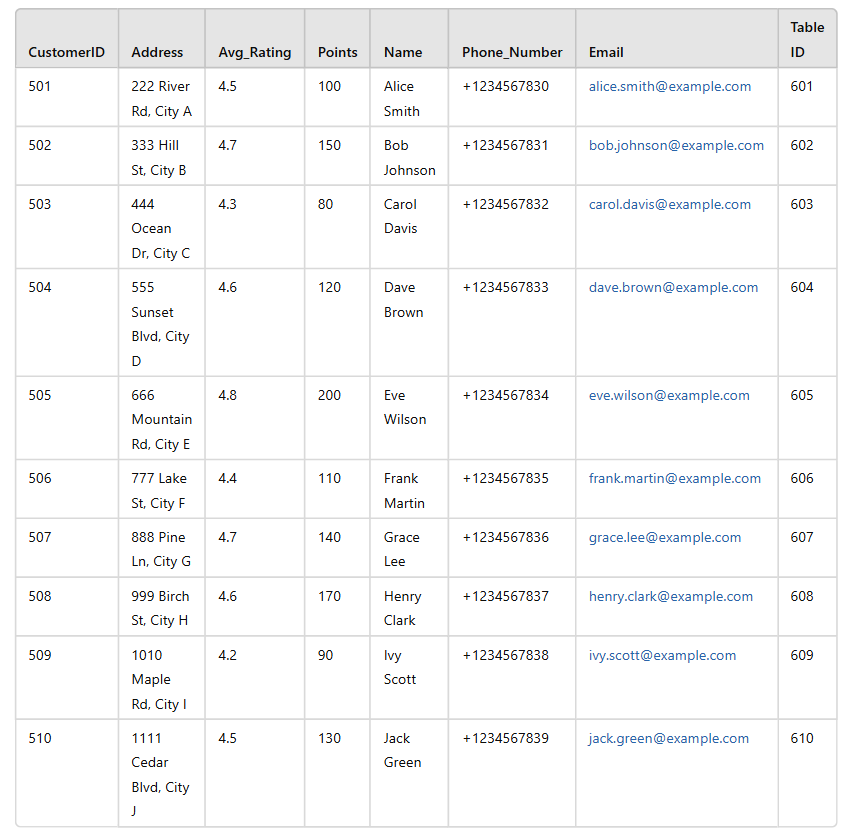 CustomerID Address Avg_Rating Points Name Phone_Number Email Table ID
501 222 River Rd, City A 4.5 100 Alice Smith +1234567830 alice.smith@example.com 601
502 333 Hill St, City B 4.7 150 Bob Johnson +1234567831 bob.johnson@example.com 602
503 444 Ocean Dr, City C 4.3 80 Carol Davis +1234567832 carol.davis@example.com 603
504 555 Sunset Blvd, City D 4.6 120 Dave Brown +1234567833 dave.brown@example.com 604
505 666 Mountain Rd, City E 4.8 200 Eve Wilson +1234567834 eve.wilson@example.com 605
506 777 Lake St, City F 4.4 110 Frank Martin +1234567835 frank.martin@example.com 606
507 888 Pine Ln, City G 4.7 140 Grace Lee +1234567836 grace.lee@example.com 607
508 999 Birch St, City H 4.6 170 Henry Clark +1234567837 henry.clark@example.com 608
509 1010 Maple Rd, City I 4.2 90 Ivy Scott +1234567838 ivy.scott@example.com 609
510 1111 Cedar Blvd, City J 4.5 130 Jack Green +1234567839 jack.green@example.com 610